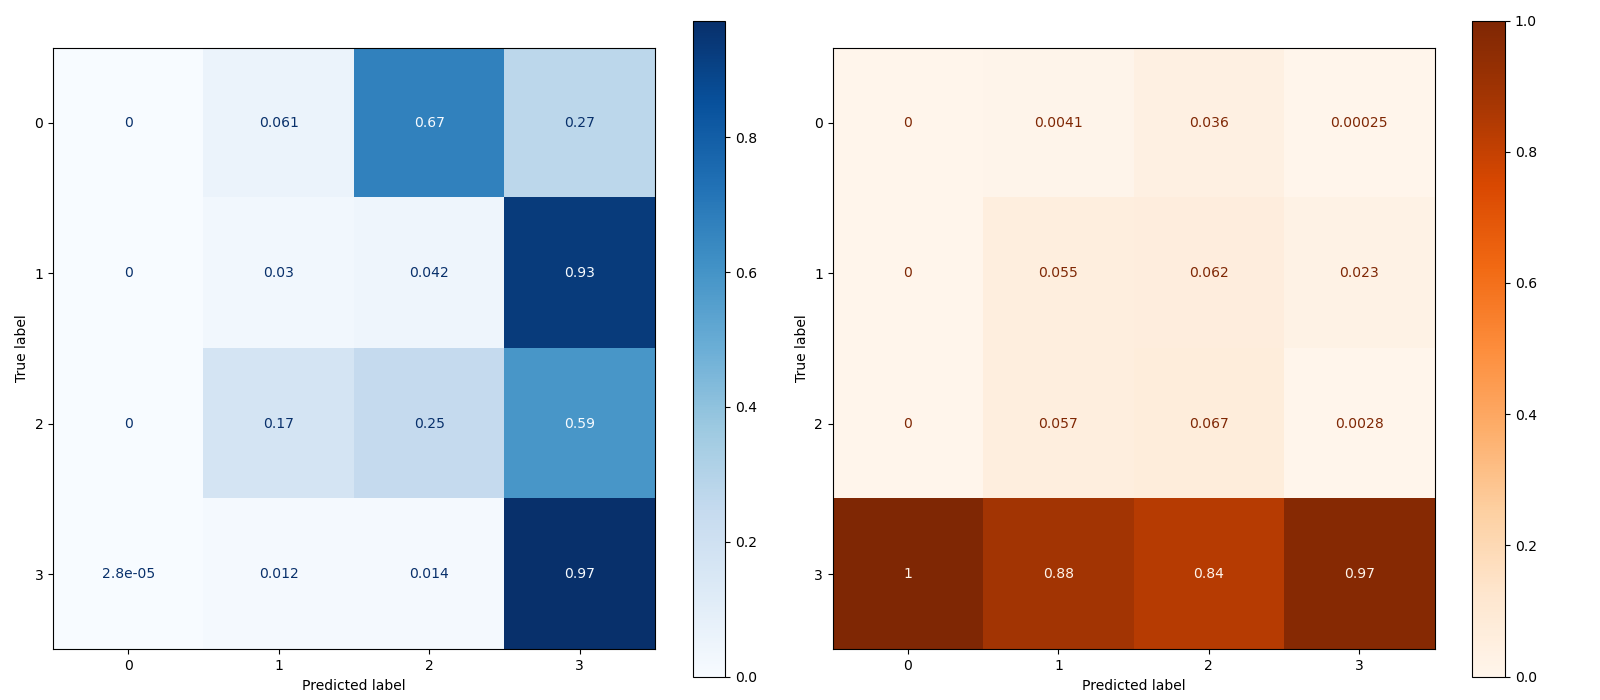 0 0 0.061 0.67 0.27
1 0 0.03 0.042 0.93
2 0 0.17 0.25 0.59
3 2.8e-05 0.012 0.014 0.97
0 1 2 3
True label
Predicted label
0.8
0.6
0.4
0.2
0.0
0 0 0.0041 0.036 0.00025
1 0 0.055 0.062 0.023
2 0 0.057 0.067 0.0028
3 1 0.88 0.84 0.97
0 1 2 3
True label
Predicted label
1.0
0.8
0.6
0.4
0.2
0.0